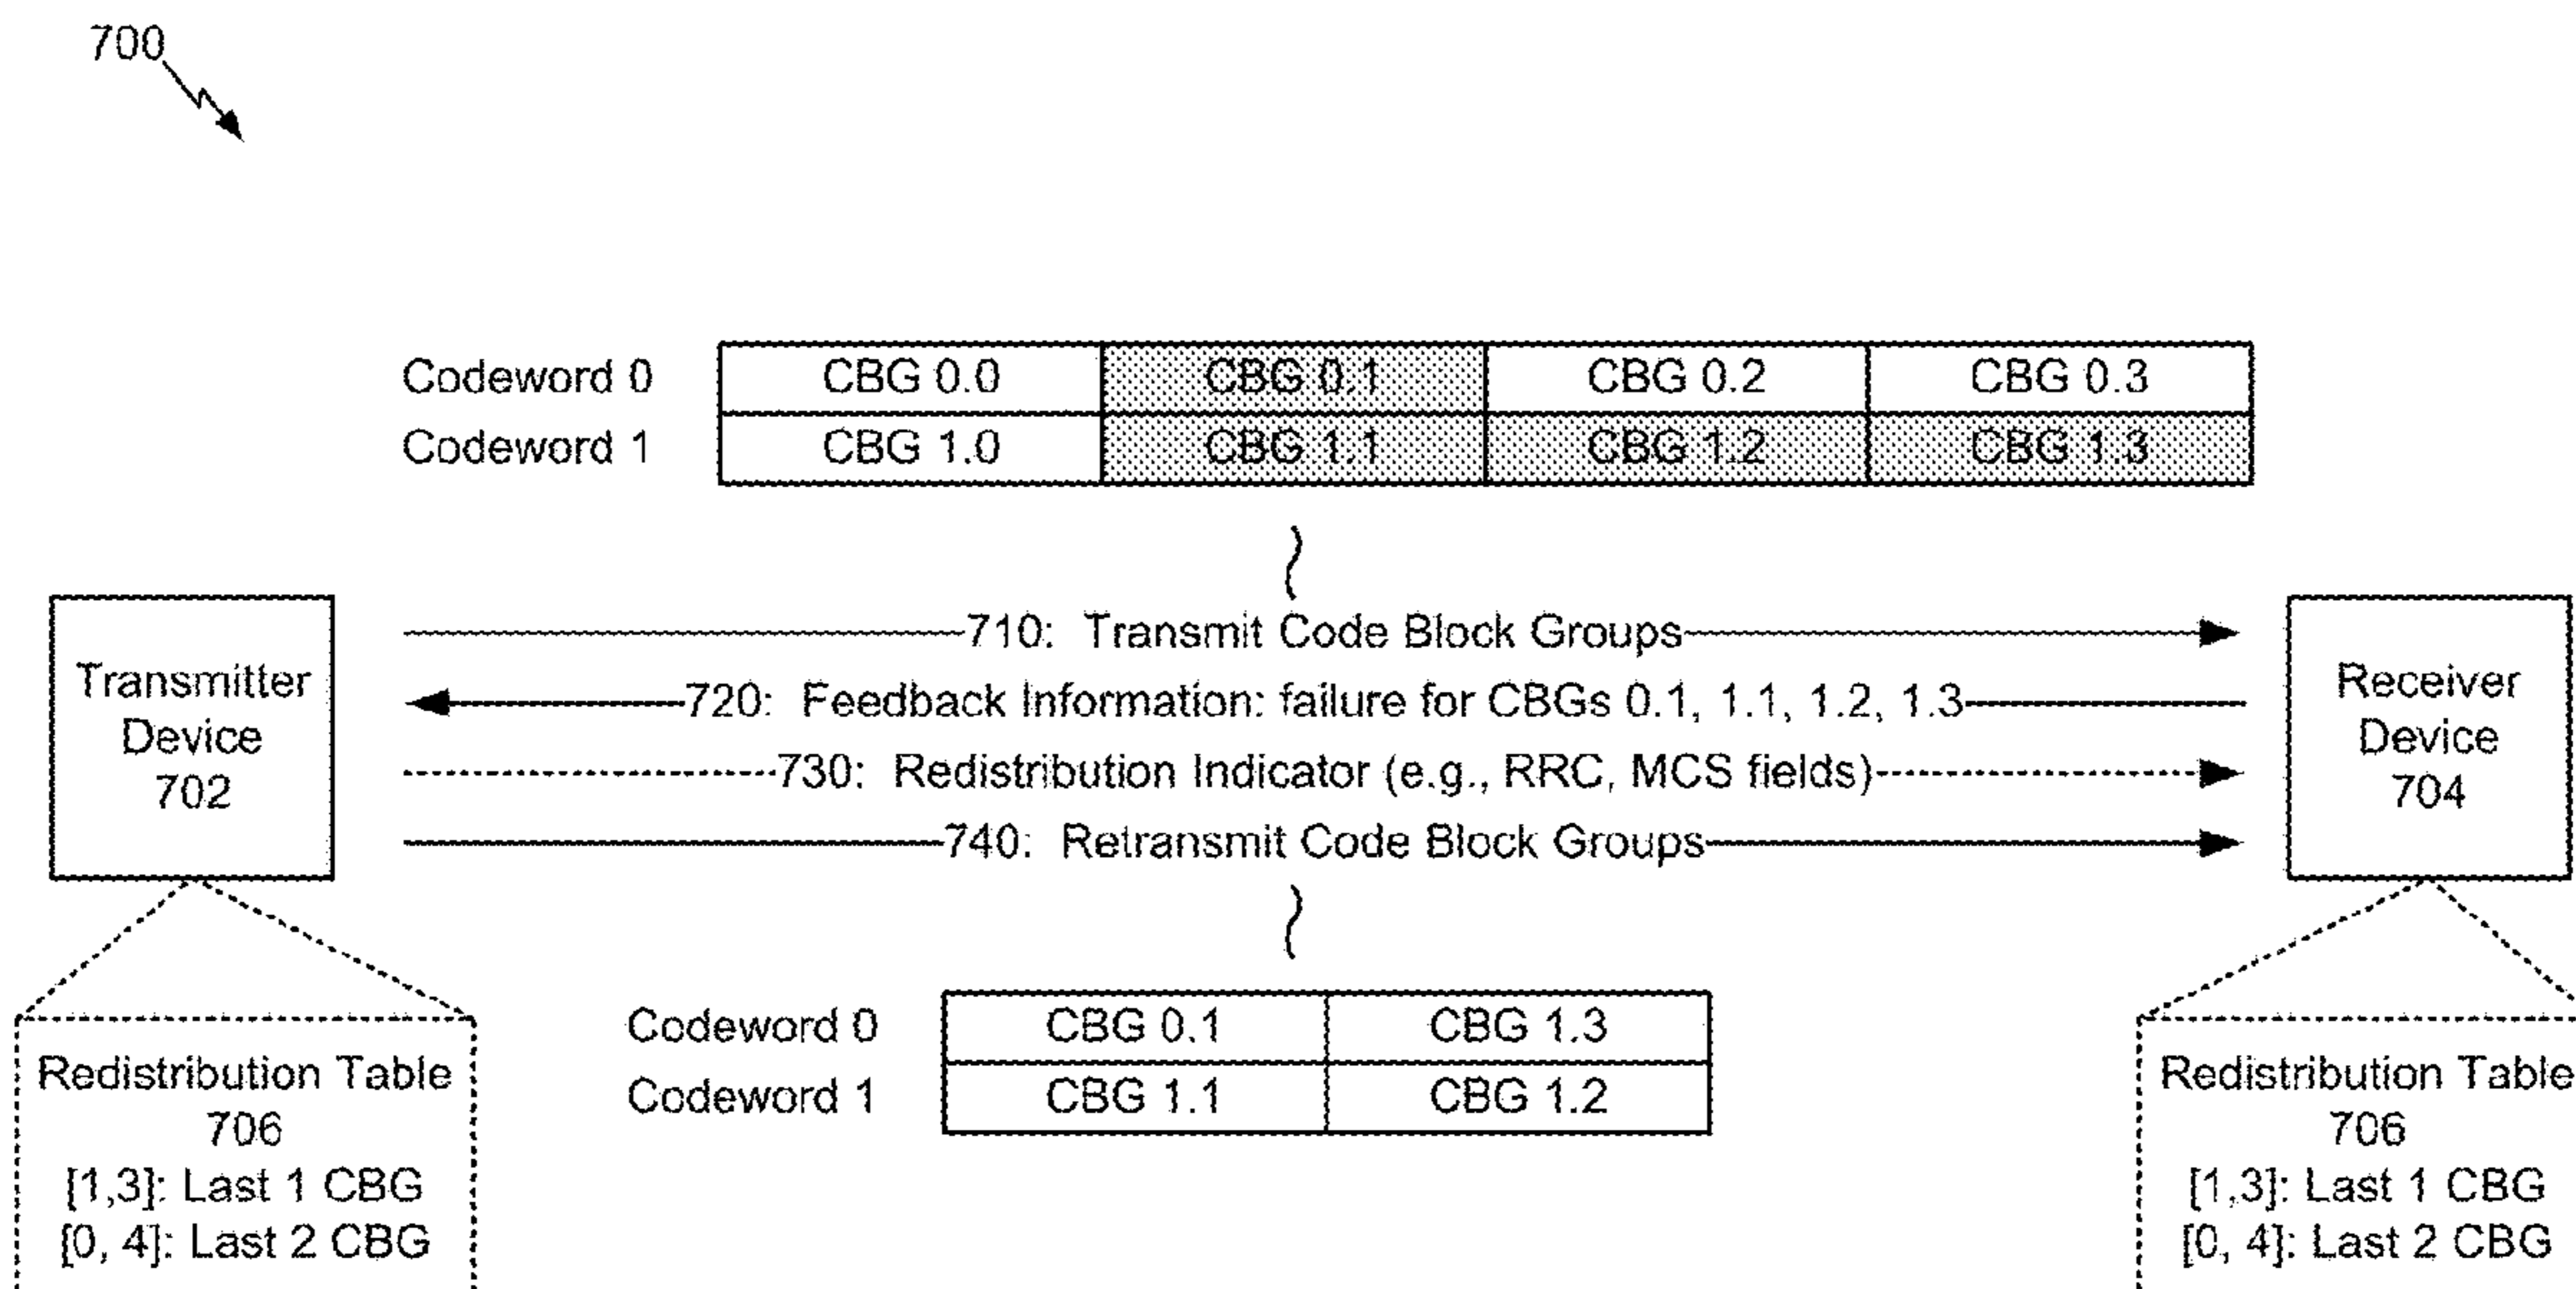 700
Codeword 0 CBG 0.0 CBG 0.1 CBG 0.2 CBG 0.3
Codeword 1 CBG 1.0 CBG 1.1 CBG 1.2 CBG 1.3
Transmitter
Device
702
710: Transmit Code Block Groups
720: Feedback Information: failure for CBGs 0.1, 1.1, 1.2, 1.3
730: Redistribution Indicator (e.g., RRC, MCS fields)
740: Retransmit Code Block Groups
Receiver
Device
704
Codeword 0 CBG 0.1 CBG 1.3
Codeword 1 CBG 1.1 CBG 1.2
Redistribution Table
706
[1,3]: Last 1 CBG
[0, 4]: Last 2 CBG
Redistribution Table
706
[1,3]: Last 1 CBG
[0, 4]: Last 2 CBG